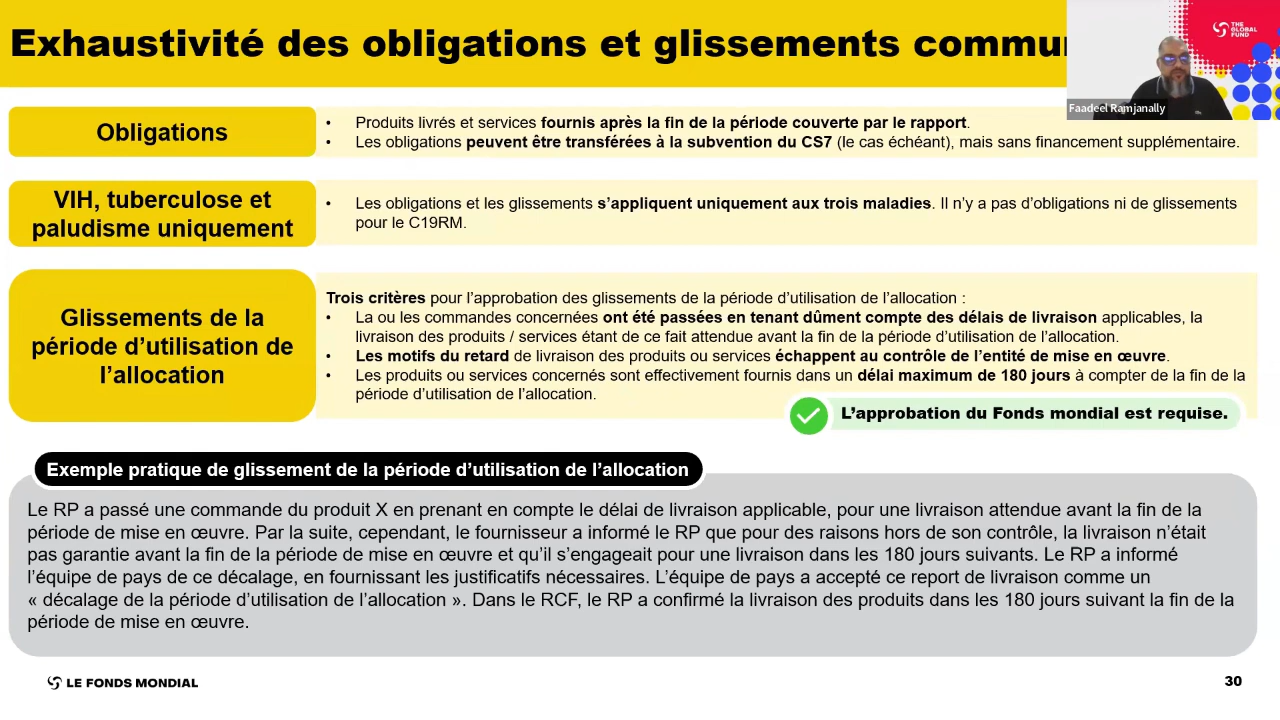 Exhaustivité des obligations et glissements
THE
GLOBAL
FUND
Faadeel Ramjanally
Obligations
• Produits livrés et services fournis après la fin de la période couverte par le rapport.
• Les obligations peuvent être transférées à la subvention du CS7 (le cas échéant), mais sans financement supplémentaire.
VIH, tuberculose et
paludisme uniquement
• Les obligations et les glissements s’appliquent uniquement aux trois maladies. Il n’y a pas d’obligations ni de glissements
pour le C19RM.
Glissements de la
période d’utilisation de
l’allocation
Trois critères pour l’approbation des glissements de la période d’utilisation de l’allocation :
• La ou les commandes concernées ont été passées en tenant dûment compte des délais de livraison applicables, la
livraison des produits / services étant de ce fait attendue avant la fin de la période d’utilisation de l’allocation.
• Les motifs du retard de livraison des produits ou services échappent au contrôle de l’entité de mise en œuvre.
• Les produits ou services concernés sont effectivement fournis dans un délai maximum de 180 jours à compter de la fin de la
période d’utilisation de l’allocation.
L’approbation du Fonds mondial est requise.
Exemple pratique de glissement de la période d’utilisation de l’allocation
Le RP a passé une commande du produit X en prenant en compte le délai de livraison applicable, pour une livraison attendue avant la fin de la
période de mise en œuvre. Par la suite, cependant, le fournisseur a informé le RP que pour des raisons hors de son contrôle, la livraison n’était
pas garantie avant la fin de la période de mise en œuvre et qu’il s’engageait pour une livraison dans les 180 jours suivants. Le RP a informé
l’équipe de pays de ce décalage, en fournissant les justificatifs nécessaires. L’équipe de pays a accepté ce report de livraison comme un
« décalage de la période d’utilisation de l’allocation ». Dans le RCF, le RP a confirmé la livraison des produits dans les 180 jours suivant la fin de la
période de mise en œuvre.
LE FONDS MONDIAL
30